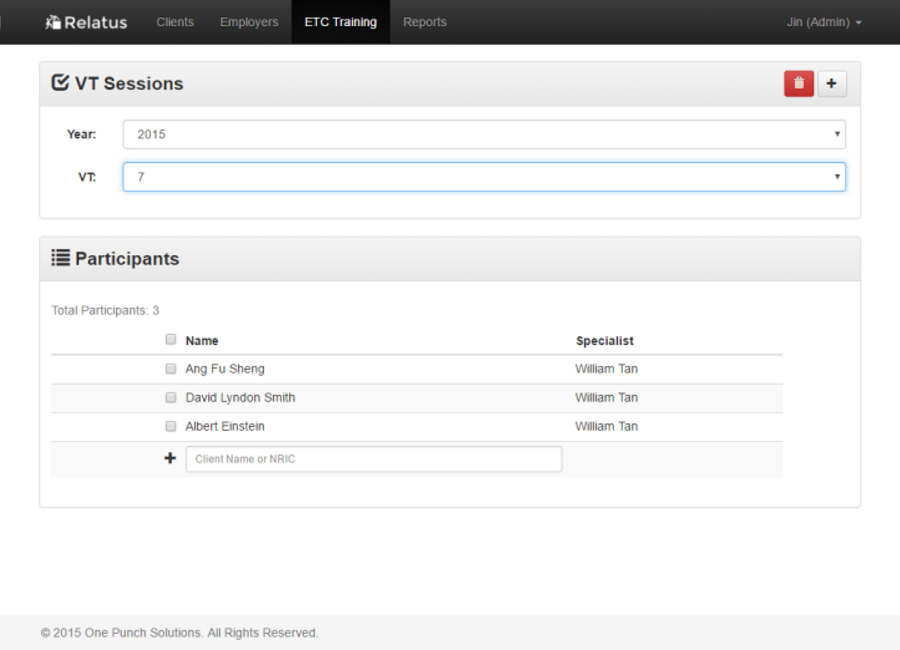 Relatus Clients Employers ETC Training Reports Jin (Admin)
VT Sessions
Year: 2015
VT: 7
Participants
Total Participants: 3
Name Specialist
Ang Fu Sheng William Tan
David Lyndon Smith William Tan
Albert Einstein William Tan
Client Name or NRIC
© 2015 One Punch Solutions. All Rights Reserved.